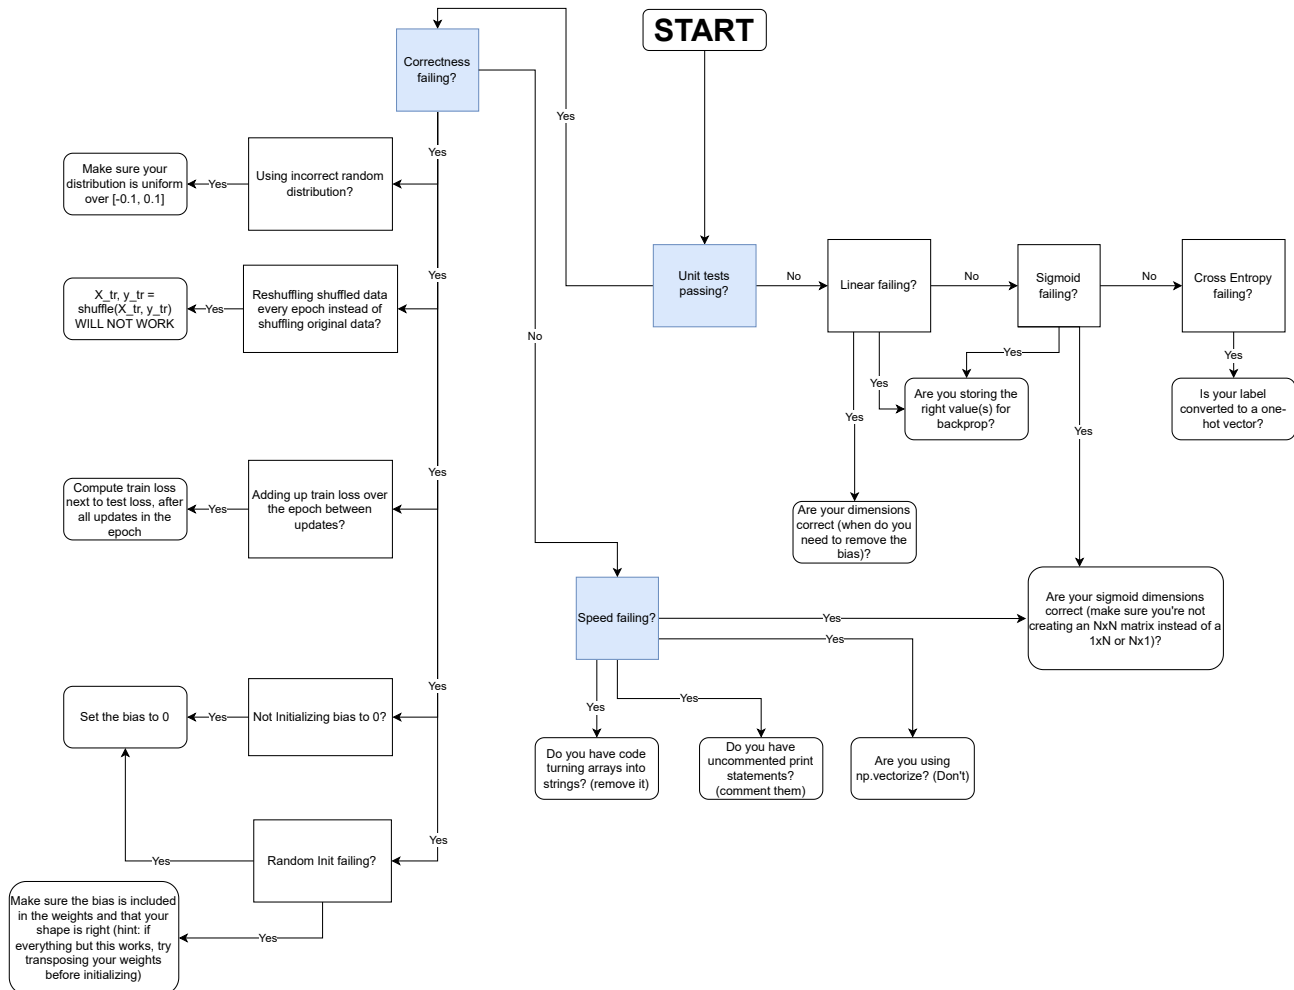 START
Correctness
failing?
Yes
Yes
Using incorrect random
distribution?
Yes
Make sure your
distribution is uniform
over [-0.1, 0.1]
Yes
Reshuffling shuffled data
every epoch instead of
shuffling original data?
Yes
X_tr, y_tr =
shuffle(X_tr, y_tr)
WILL NOT WORK
Unit tests
passing?
No
Linear failing?
No
Sigmoid
failing?
No
Cross Entropy
failing?
No
Yes
Yes
Yes
Yes
Yes
Are you storing the
right value(s) for
backprop?
Is your label
converted to a one-
hot vector?
Yes
Adding up train loss over
the epoch between
updates?
Yes
Compute train loss
next to test loss, after
all updates in the
epoch
Are your dimensions
correct (when do you
need to remove the
bias)?
Speed failing?
Yes
Yes
Are your sigmoid dimensions
correct (make sure you're not
creating an NxN matrix instead of a
1xN or Nx1)?
Yes
Not Initializing bias to 0?
Yes
Set the bias to 0
Yes
Yes
Do you have code
turning arrays into
strings? (remove it)
Do you have
uncommented print
statements?
(comment them)
Are you using
np.vectorize? (Don't)
Yes
Random Init failing?
Yes
Yes
Make sure the bias is included
in the weights and that your
shape is right (hint: if
everything but this works, try
transposing your weights
before initializing)